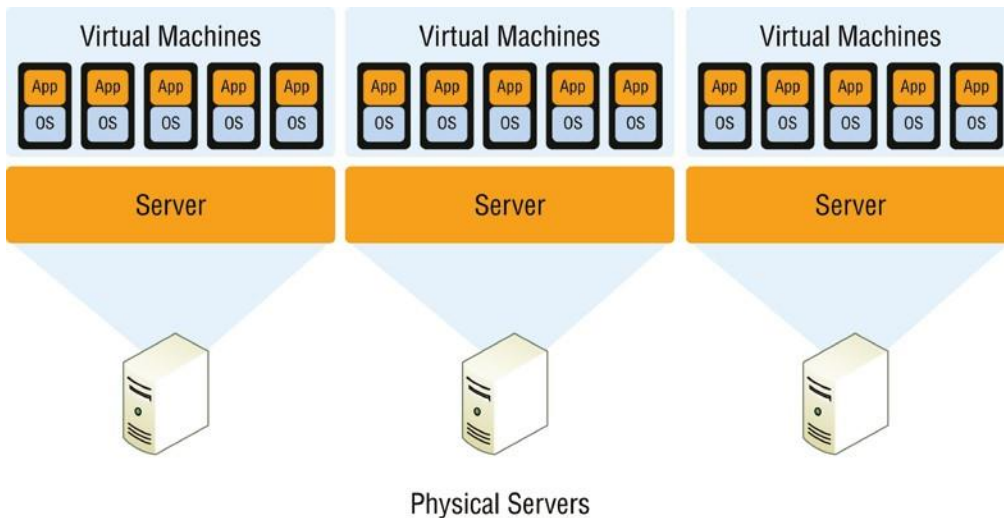 Virtual Machines Virtual Machines Virtual Machines
App App App App App App App App App App App App App App App
OS OS OS OS OS OS OS OS OS OS OS OS OS OS OS
Server Server Server
Physical Servers